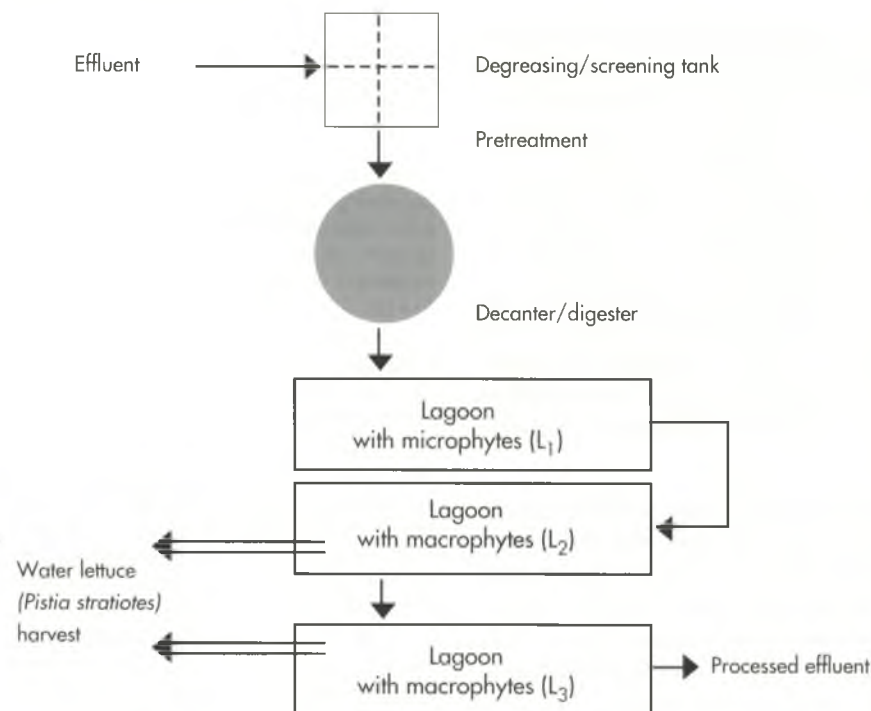 Effluent
Degreasing/screening tank
Pretreatment
Decanter/digester
Lagoon
with microphytes (L₁)
Lagoon
with macrophytes (L₂)
Water lettuce
(Pistia stratiotes)
harvest
Lagoon
with macrophytes (L₃)
Processed effluent